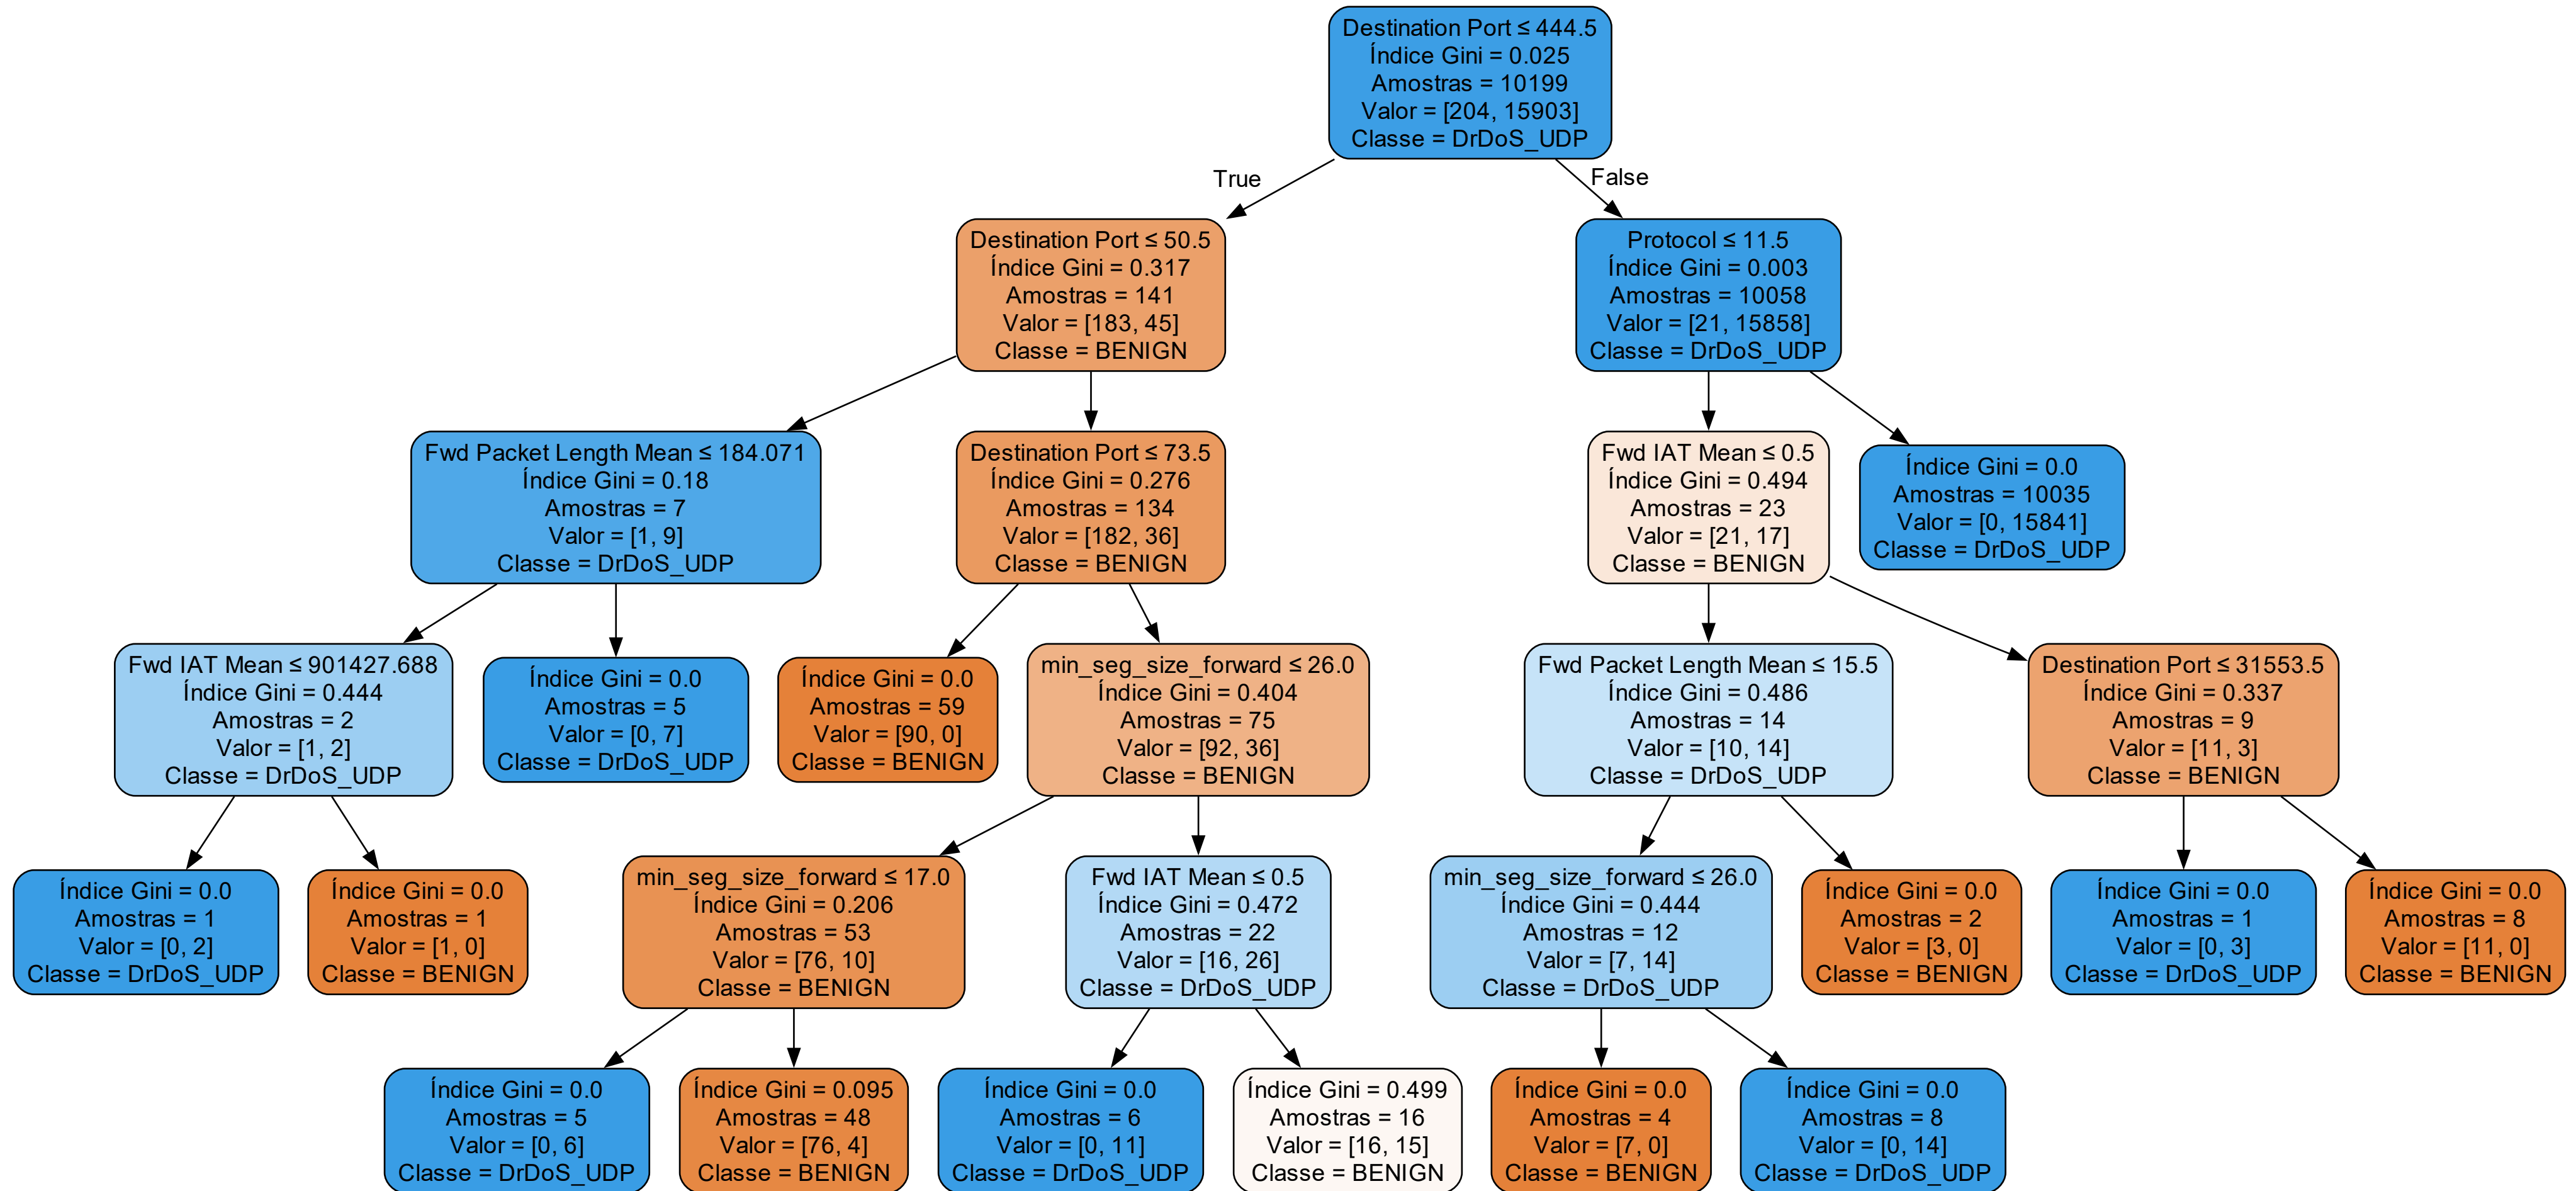 Destination Port ≤ 444.5
Índice Gini = 0.025
Amostras = 10199
Valor = [204, 15903]
Classe = DrDoS_UDP
True
False
Destination Port ≤ 50.5
Índice Gini = 0.317
Amostras = 141
Valor = [183, 45]
Classe = BENIGN
Protocol ≤ 11.5
Índice Gini = 0.003
Amostras = 10058
Valor = [21, 15858]
Classe = DrDoS_UDP
Fwd Packet Length Mean ≤ 184.071
Índice Gini = 0.18
Amostras = 7
Valor = [1, 9]
Classe = DrDoS_UDP
Destination Port ≤ 73.5
Índice Gini = 0.276
Amostras = 134
Valor = [182, 36]
Classe = BENIGN
Fwd IAT Mean ≤ 0.5
Índice Gini = 0.494
Amostras = 23
Valor = [21, 17]
Classe = BENIGN
Índice Gini = 0.0
Amostras = 10035
Valor = [0, 15841]
Classe = DrDoS_UDP
Fwd IAT Mean ≤ 901427.688
Índice Gini = 0.444
Amostras = 2
Valor = [1, 2]
Classe = DrDoS_UDP
Índice Gini = 0.0
Amostras = 5
Valor = [0, 7]
Classe = DrDoS_UDP
Índice Gini = 0.0
Amostras = 59
Valor = [90, 0]
Classe = BENIGN
min_seg_size_forward ≤ 26.0
Índice Gini = 0.404
Amostras = 75
Valor = [92, 36]
Classe = BENIGN
Fwd Packet Length Mean ≤ 15.5
Índice Gini = 0.486
Amostras = 14
Valor = [10, 14]
Classe = DrDoS_UDP
Destination Port ≤ 31553.5
Índice Gini = 0.337
Amostras = 9
Valor = [11, 3]
Classe = BENIGN
Índice Gini = 0.0
Amostras = 1
Valor = [0, 2]
Classe = DrDoS_UDP
Índice Gini = 0.0
Amostras = 1
Valor = [1, 0]
Classe = BENIGN
min_seg_size_forward ≤ 17.0
Índice Gini = 0.206
Amostras = 53
Valor = [76, 10]
Classe = BENIGN
Fwd IAT Mean ≤ 0.5
Índice Gini = 0.472
Amostras = 22
Valor = [16, 26]
Classe = DrDoS_UDP
min_seg_size_forward ≤ 26.0
Índice Gini = 0.444
Amostras = 12
Valor = [7, 14]
Classe = DrDoS_UDP
Índice Gini = 0.0
Amostras = 2
Valor = [3, 0]
Classe = BENIGN
Índice Gini = 0.0
Amostras = 1
Valor = [0, 3]
Classe = DrDoS_UDP
Índice Gini = 0.0
Amostras = 8
Valor = [11, 0]
Classe = BENIGN
Índice Gini = 0.0
Amostras = 5
Valor = [0, 6]
Classe = DrDoS_UDP
Índice Gini = 0.095
Amostras = 48
Valor = [76, 4]
Classe = BENIGN
Índice Gini = 0.0
Amostras = 6
Valor = [0, 11]
Classe = DrDoS_UDP
Índice Gini = 0.499
Amostras = 16
Valor = [16, 15]
Classe = BENIGN
Índice Gini = 0.0
Amostras = 4
Valor = [7, 0]
Classe = BENIGN
Índice Gini = 0.0
Amostras = 8
Valor = [0, 14]
Classe = DrDoS_UDP